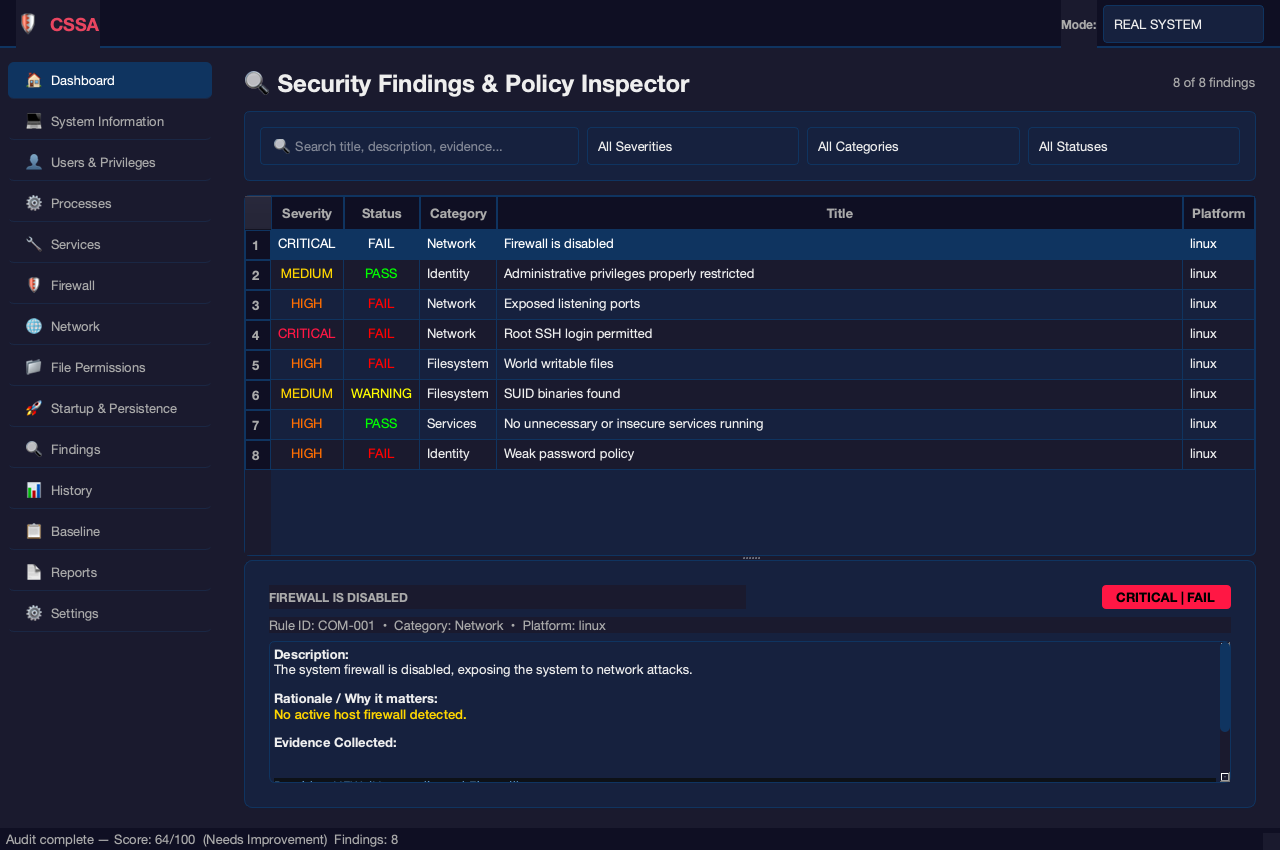 CSSA
Mode: REAL SYSTEM
Dashboard
System Information
Users & Privileges
Processes
Services
Firewall
Network
File Permissions
Startup & Persistence
Findings
History
Baseline
Reports
Settings
Security Findings & Policy Inspector
8 of 8 findings
Search title, description, evidence... All Severities All Categories All Statuses
Severity Status Category Title Platform
1 CRITICAL FAIL Network Firewall is disabled linux
2 MEDIUM PASS Identity Administrative privileges properly restricted linux
3 HIGH FAIL Network Exposed listening ports linux
4 CRITICAL FAIL Network Root SSH login permitted linux
5 HIGH FAIL Filesystem World writable files linux
6 MEDIUM WARNING Filesystem SUID binaries found linux
7 HIGH PASS Services No unnecessary or insecure services running linux
8 HIGH FAIL Identity Weak password policy linux
FIREWALL IS DISABLED CRITICAL | FAIL
Rule ID: COM-001 • Category: Network • Platform: linux
Description:
The system firewall is disabled, exposing the system to network attacks.
Rationale / Why it matters:
No active host firewall detected.
Evidence Collected:
Audit complete — Score: 64/100 (Needs Improvement) Findings: 8